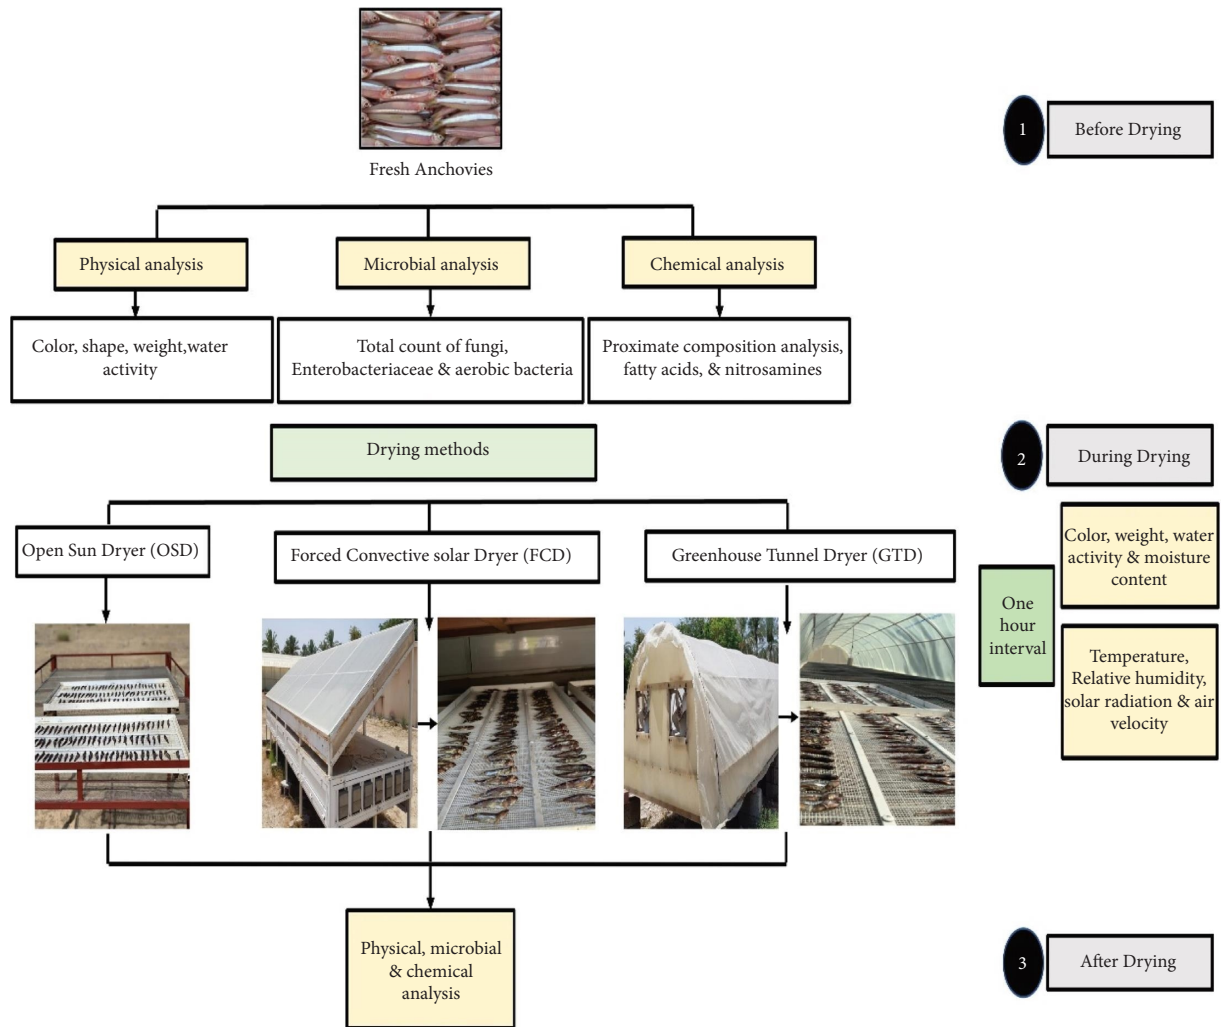 1
Before Drying
Fresh Anchovies
Physical analysis
Microbial analysis
Chemical analysis
Color, shape, weight,water
activity
Total count of fungi,
Enterobacteriaceae & aerobic bacteria
Proximate composition analysis,
fatty acids, & nitrosamines
Drying methods
2
During Drying
Open Sun Dryer (OSD)
Forced Convective solar Dryer (FCD)
Greenhouse Tunnel Dryer (GTD)
One
hour
interval
Color, weight, water
activity & moisture
content
Temperature,
Relative humidity,
solar radiation & air
velocity
Physical, microbial
& chemical
analysis
3
After Drying